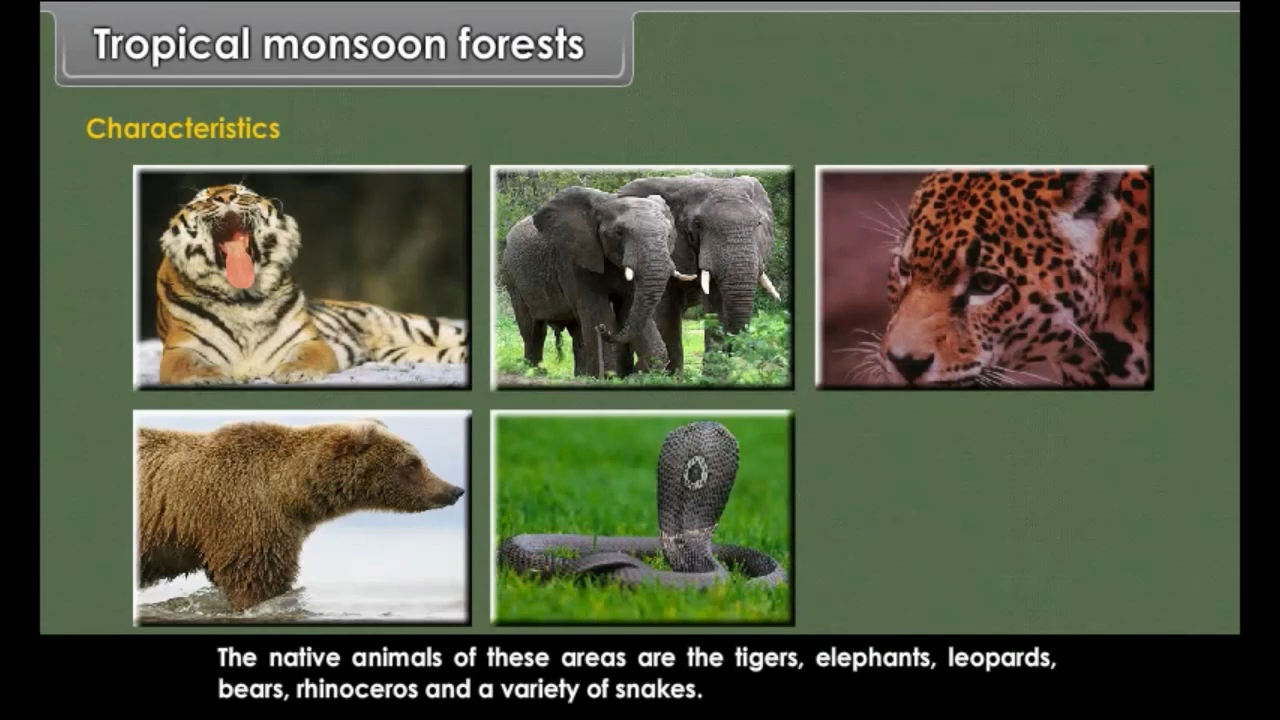 Tropical monsoon forests
Characteristics
The native animals of these areas are the tigers, elephants, leopards,
bears, rhinoceros and a variety of snakes.